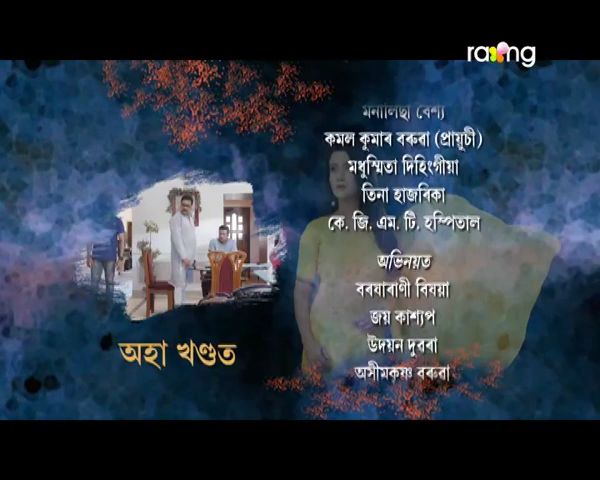 rang
মনালিছা বেশ্য
কমল কুমাৰ বৰুৱা (প্ৰায়ূচী)
মধুস্মিতা দিহিংগীয়া
তিনা হাজৰিকা
কে. জি. এম. টি. হস্পিতাল
অভিনয়ত
বৰষাৰাণী বিষয়া
জয় কাশ্যপ
উদয়ন দুৱৰা
অসীমকৃষ্ণ বৰুৱা
অহা খণ্ডত